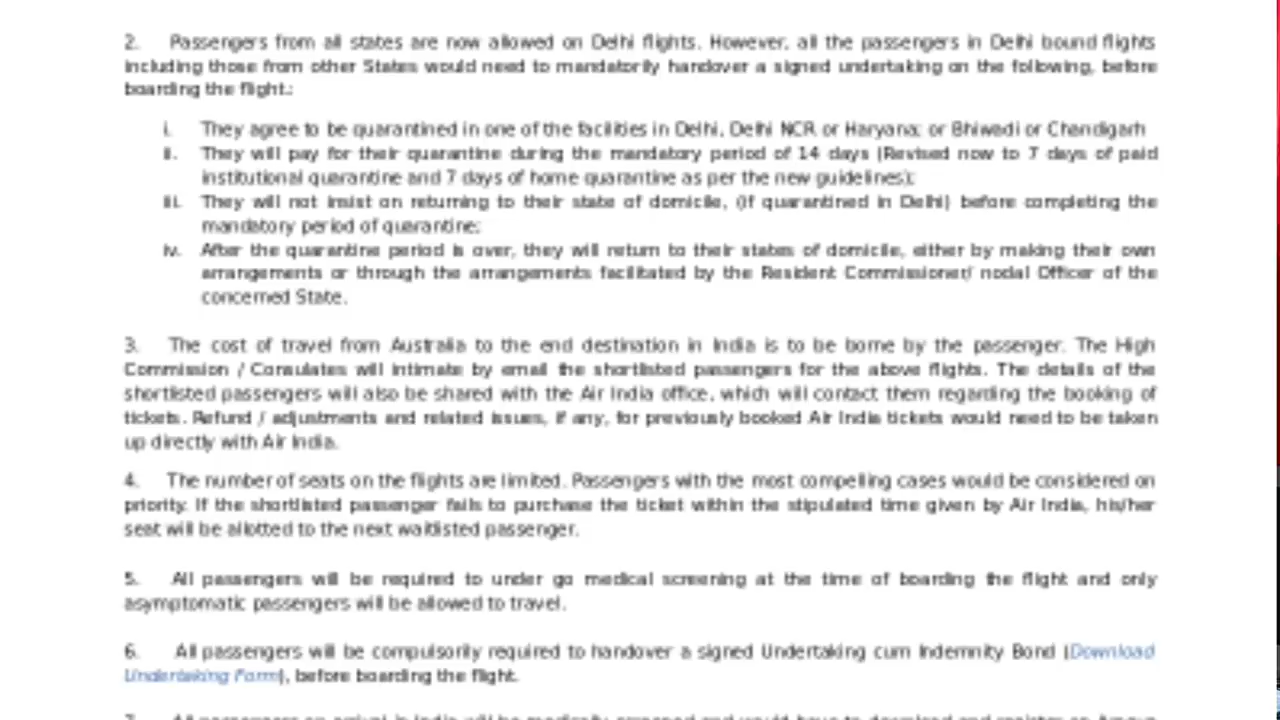 2. Passengers from all states are now allowed on Delhi flights. However, all the passengers in Delhi bound flights
including those from other States would need to mandatorily handover a signed undertaking on the following, before
boarding the flight.:
i. They agree to be quarantined in one of the facilities in Delhi, Delhi NCR or Haryana; or Bhiwadi or Chandigarh
ii. They will pay for their quarantine during the mandatory period of 14 days (Revised now to 7 days of paid
institutional quarantine and 7 days of home quarantine as per the new guidelines);
iii. They will not insist on returning to their state of domicile, (if quarantined in Delhi) before completing the
mandatory period of quarantine;
iv. After the quarantine period is over, they will return to their states of domicile, either by making their own
arrangements or through the arrangements facilitated by the Resident Commissioner/ nodal Officer of the
concerned State.
3. The cost of travel from Australia to the end destination in India is to be borne by the passenger. The High
Commission / Consulates will intimate by email the shortlisted passengers for the above flights. The details of the
shortlisted passengers will also be shared with the Air India office, which will contact them regarding the booking of
tickets. Refund / adjustments and related issues, if any, for previously booked Air India tickets would need to be taken
up directly with Air India.
4. The number of seats on the flights are limited. Passengers with the most compelling cases would be considered on
priority. If the shortlisted passenger fails to purchase the ticket within the stipulated time given by Air India, his/her
seat will be allotted to the next waitlisted passenger.
5. All passengers will be required to under go medical screening at the time of boarding the flight and only
asymptomatic passengers will be allowed to travel.
6. All passengers will be compulsorily required to handover a signed Undertaking cum Indemnity Bond (Download
Undertaking Form), before boarding the flight.